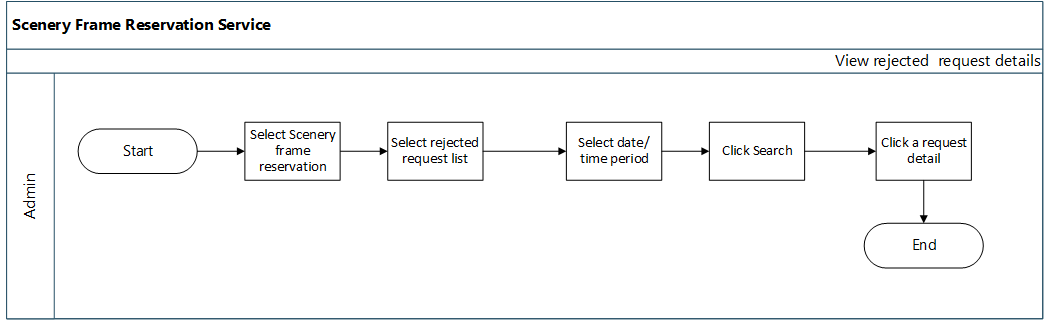 Scenery Frame Reservation Service
View rejected  request details
Admin
Start
Select Scenery
frame
reservation
Select rejected
request list
Select date/
time period
Click Search
Click a request
detail
End